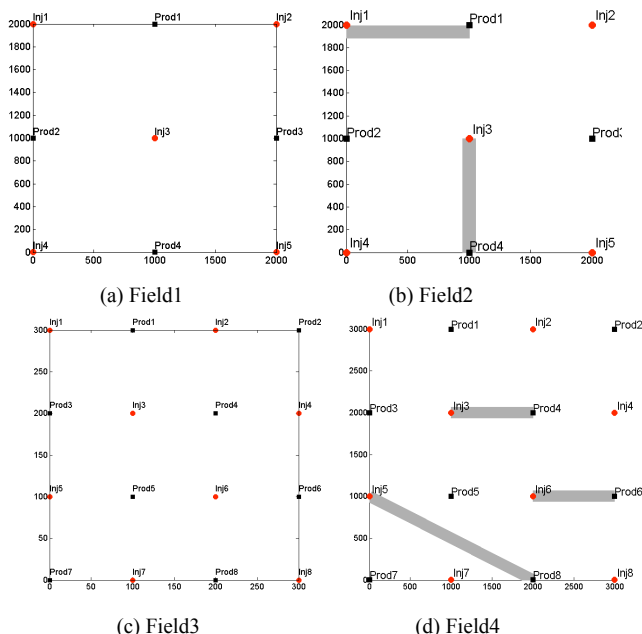 Inj1 Prod1 Inj2
2000
1800
1600
1400
1200
1000 Prod2 Inj3 Prod3
800
600
400
200
0 Inj4 Prod4 Inj5
0 500 1000 1500 2000
(a) Field1
2000 Inj1 Prod1 Inj2
1800
1600
1400
1200
1000 Prod2 Inj3 Prod3
800
600
400
200
0 Inj4 Prod4 Inj5
0 500 1000 1500 2000
(b) Field2
Inj1 Prod1 Inj2 Prod2
300
250
200 Prod3 Inj3 Prod4 Inj4
150
100 Inj5 Prod5 Inj6 Prod6
50
0 Prod7 Inj7 Prod8 Inj8
0 50 100 150 200 250 300
(c) Field3
3000 Inj1 Prod1 Inj2 Prod2
2500
2000 Prod3 Inj3 Prod4 Inj4
1500
1000 Inj5 Prod5 Inj6 Prod6
500
0 Prod7 Inj7 Prod8 Inj8
0 500 1000 1500 2000 2500 3000
(d) Field4